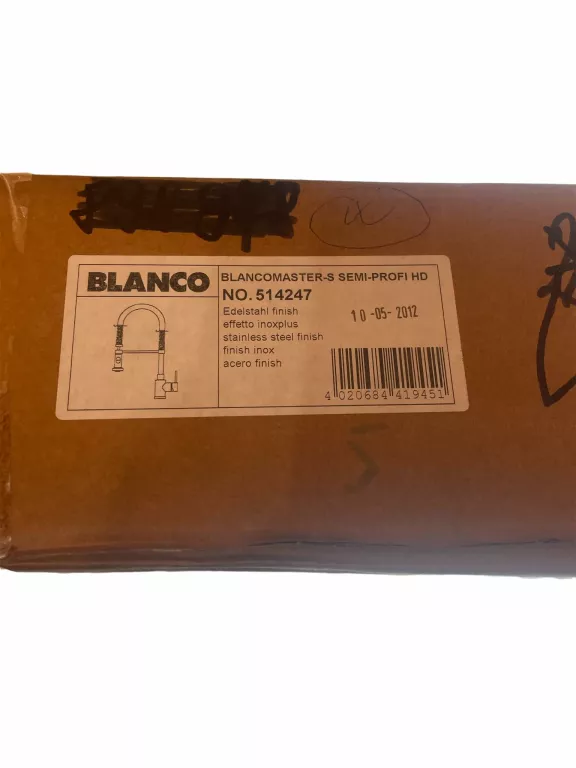 BLANCO
BLANCOMASTER-S SEMI-PROFI HD
NO. 514247
Edelstahl finish
effetto inoxplus
stainless steel finish
finish inox
acero finish
10-05-2012
4 020684 419451
5